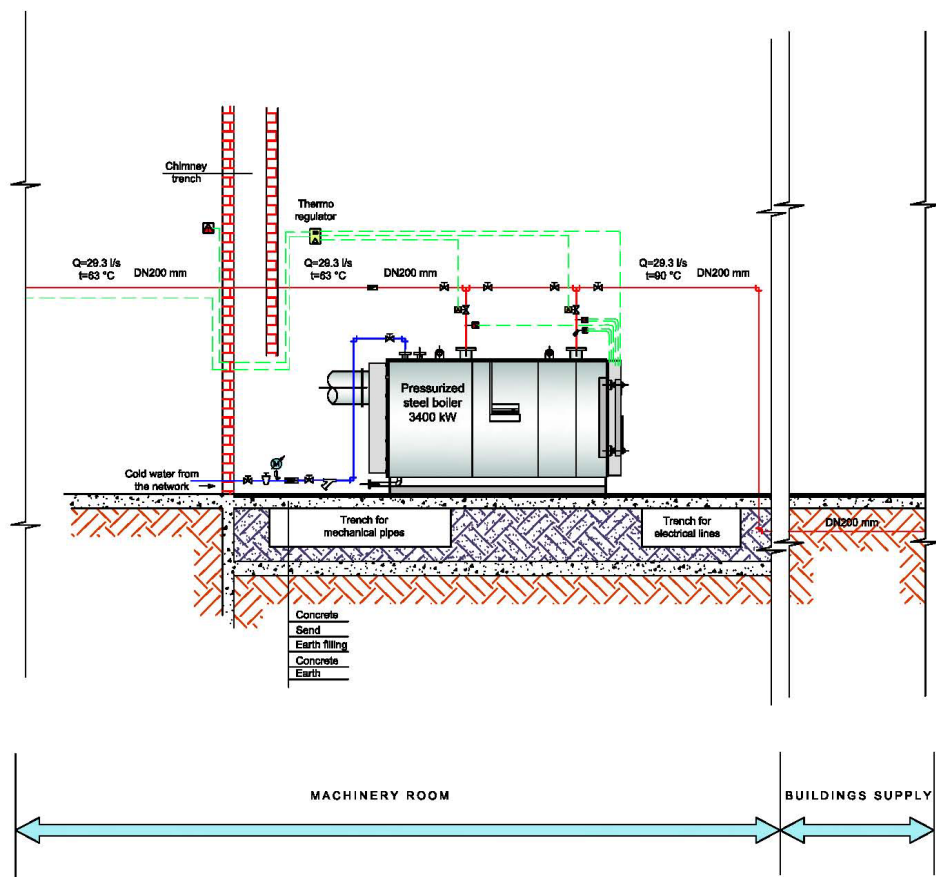 Chimney
trench
Thermo
regulator
Q=29.3 l/s
t=63 °C
DN200 mm
Q=29.3 l/s
t=63 °C
DN200 mm
Q=29.3 l/s
t=90 °C
DN200 mm
Pressurized
steel boiler
3400 kW
M
Cold water from
the network
Trench for
mechanical pipes
Trench for
electrical lines
DN200 mm
Concrete
Send
Earth filling
Concrete
Earth
MACHINERY ROOM
BUILDINGS SUPPLY